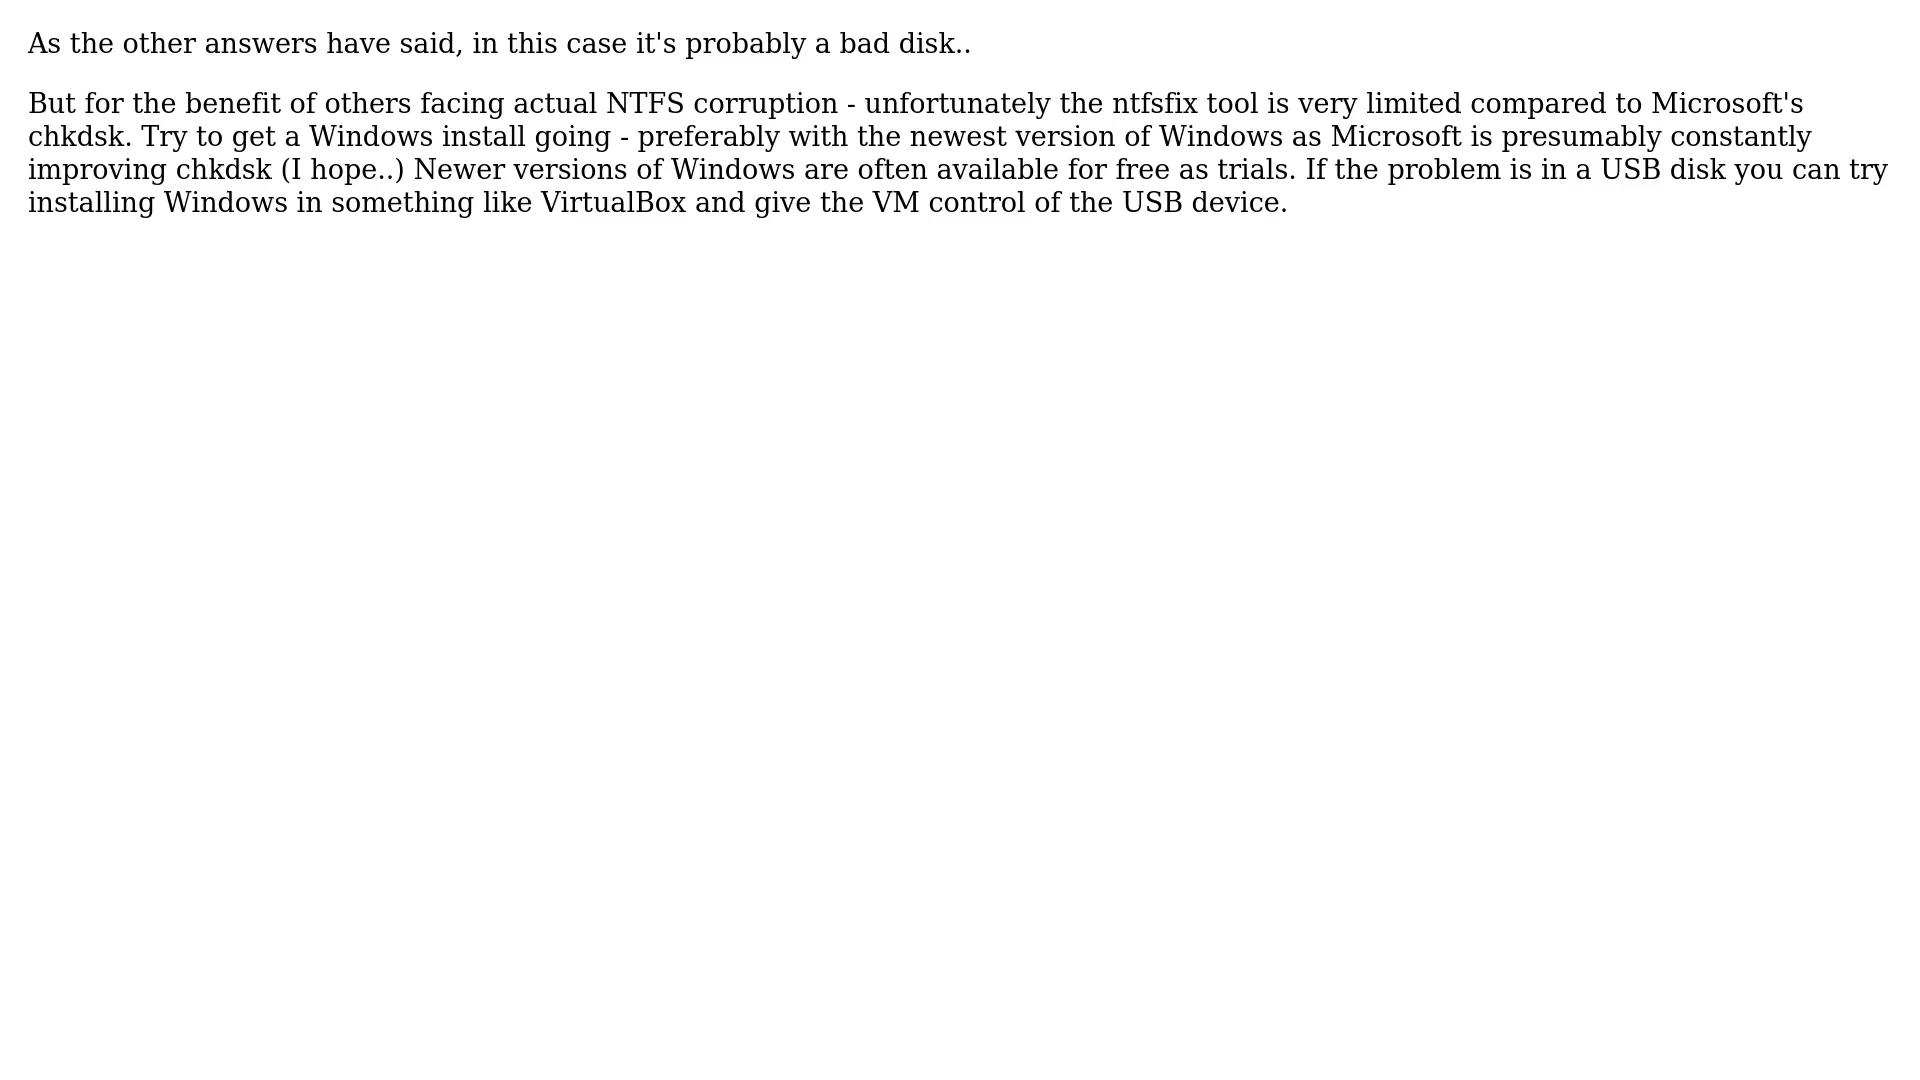 As the other answers have said, in this case it's probably a bad disk..
But for the benefit of others facing actual NTFS corruption - unfortunately the ntfsfix tool is very limited compared to Microsoft's
chkdsk. Try to get a Windows install going - preferably with the newest version of Windows as Microsoft is presumably constantly
improving chkdsk (I hope..) Newer versions of Windows are often available for free as trials. If the problem is in a USB disk you can try
installing Windows in something like VirtualBox and give the VM control of the USB device.